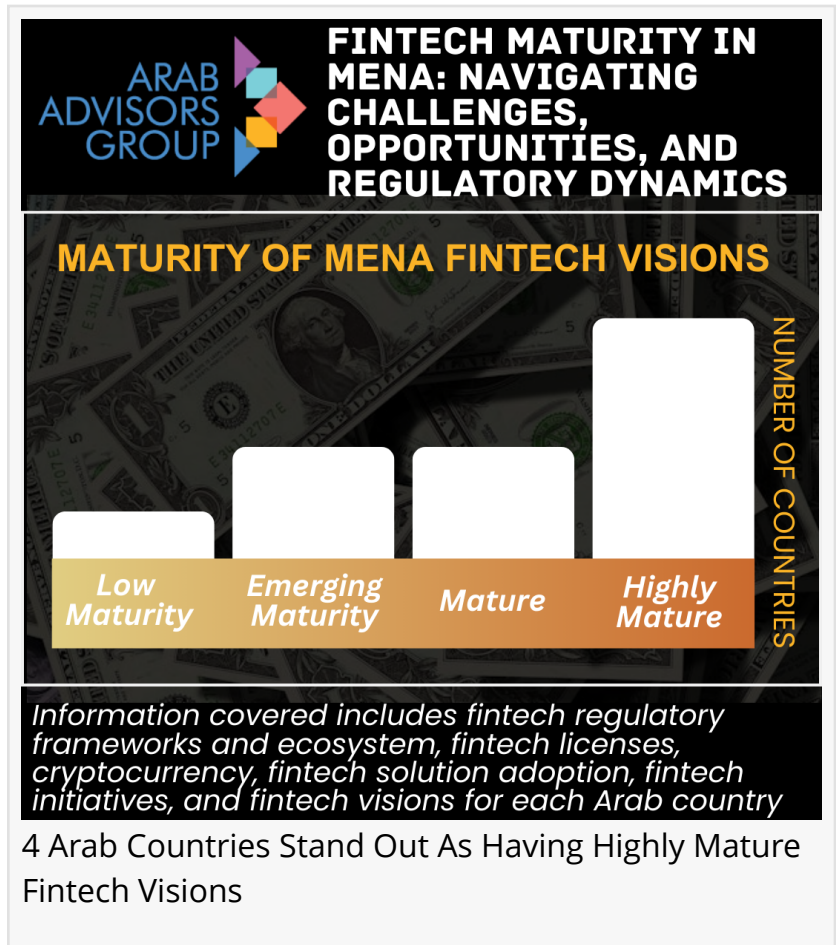 ARAB
ADVISORS
GROUP
FINTECH MATURITY IN
MENA: NAVIGATING
CHALLENGES,
OPPORTUNITIES, AND
REGULATORY DYNAMICS
MATURITY OF MENA FINTECH VISIONS
NUMBER OF COUNTRIES
Low
Maturity
Emerging
Maturity
Mature
Highly
Mature
Information covered includes fintech regulatory
frameworks and ecosystem, fintech licenses,
cryptocurrency, fintech solution adoption, fintech
initiatives, and fintech visions for each Arab country
4 Arab Countries Stand Out As Having Highly Mature
Fintech Visions